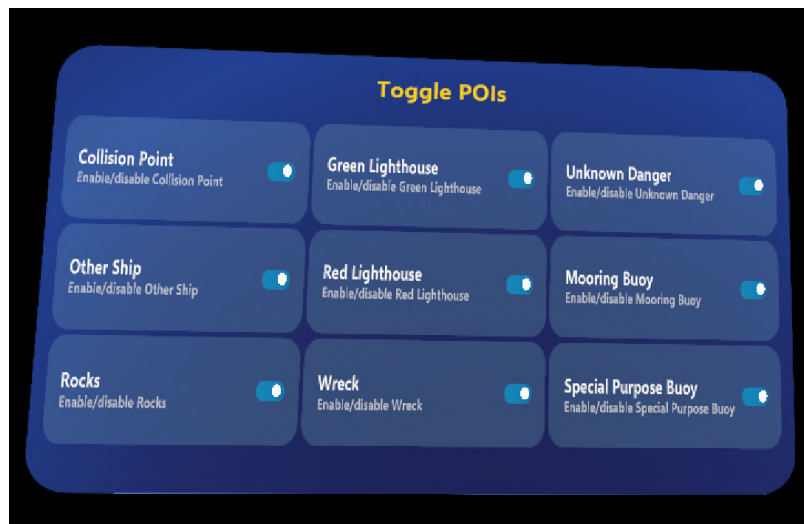 Toggle POIs
Collision Point
Enable/disable Collision Point
Green Lighthouse
Enable/disable Green Lighthouse
Unknown Danger
Enable/disable Unknown Danger
Other Ship
Enable/disable Other Ship
Red Lighthouse
Enable/disable Red Lighthouse
Mooring Buoy
Enable/disable Mooring Buoy
Rocks
Enable/disable Rocks
Wreck
Enable/disable Wreck
Special Purpose Buoy
Enable/disable Special Purpose Buoy